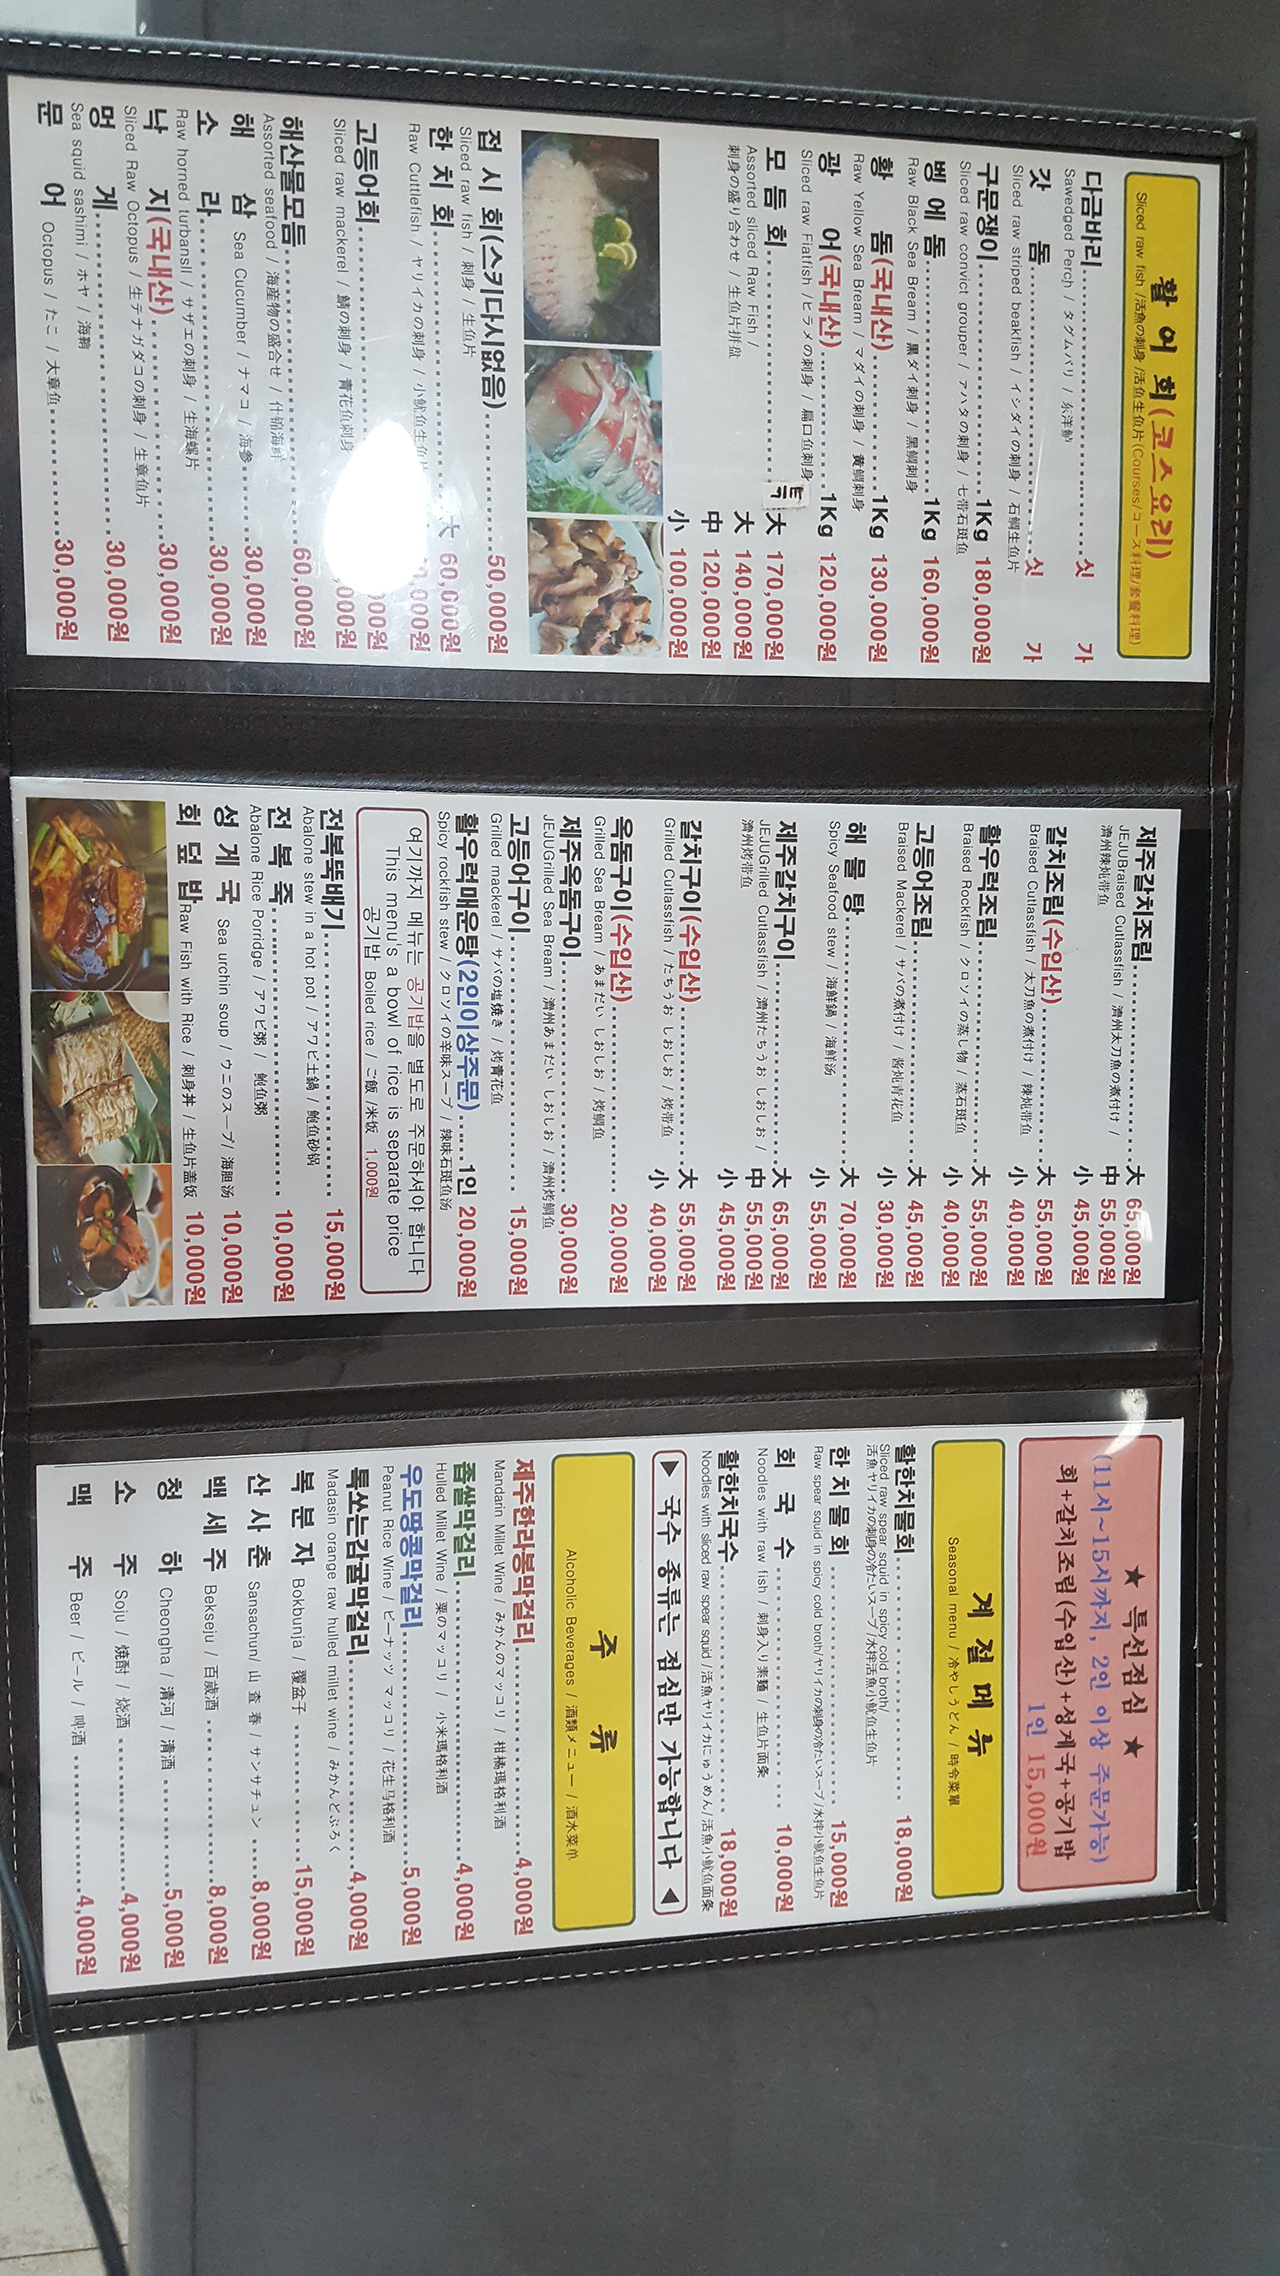 활 어 회(코스요리)
Sliced raw fish /活魚の刺身 /活鱼生鱼片(Courses/コース料理/套餐料理)
다금바리 싯 가
Sawedged Perch / タグムバリ / 东洋鲈
갓 돔 싯 가
Sliced raw striped beakfish / イシダイの刺身 / 石鯛生鱼片
구문쟁이 1Kg 180,000원
Sliced raw convict grouper / アハタの刺身 / 七带石斑鱼
벵에돔 1Kg 160,000원
Raw Black Sea Bream / 黒ダイ刺身 / 黑鲷刺身
황 돔(국내산) 1Kg 130,000원
Raw Yellow Sea Bream / マダイの刺身 / 黄鲷刺身
광 어(국내산) 1Kg 120,000원
Sliced raw Flatfish /ヒラメの刺身 / 扁口鱼刺身
모 듬 회 특大 170,000원
Assorted sliced Raw Fish / 大 140,000원
刺身の盛り合わせ / 生鱼片拼盘 中 120,000원
小 100,000원
접 시 회(스키다시없음) 50,000원
Sliced raw fish / 刺身 / 生鱼片
한 치 회 大 60,000원
Raw Cuttlefish / ヤリイカの刺身 / 小魷鱼生鱼片
고등어회
Sliced raw mackerel / 鯖の刺身 / 青花鱼刺身
해산물모듬 60,000원
Assorted seafood / 海産物の盛合せ / 什锦海鲜
해 삼 Sea Cucumber / ナマコ / 海参 30,000원
소 라 30,000원
Raw horned turbansll / サザエの刺身 / 生海螺片
낙 지(국내산) 30,000원
Sliced Raw Octopus / 生テナガダコの刺身 / 生章鱼片
멍 게 30,000원
Sea squid sashimi / ホヤ / 海鞘
문 어 Octopus / たこ / 大章鱼 30,000원
제주갈치조림 大 65,000원
JEJUBraised Cutlassfish / 濟州太刀魚の煮付け / 中 55,000원
濟州辣炖带鱼 小 45,000원
갈치조림(수입산) 大 55,000원
Braised Cutlassfish / 太刀魚の煮付け / 辣炖带鱼 小 40,000원
활우럭조림 大 55,000원
Braised Rockfish / クロソイの蒸し物 / 蒸石斑鱼 小 40,000원
고등어조림 大 45,000원
Braised Mackerel / サバの煮付け / 酱炖青花鱼 小 30,000원
해 물 탕 大 70,000원
Spicy Seafood stew / 海鮮鍋 / 海鲜汤 小 55,000원
제주갈치구이 大 65,000원
JEJUGrilled Cutlassfish / 濟州たちうお しおしお / 中 55,000원
濟州烤带鱼 小 45,000원
갈치구이(수입산) 大 55,000원
Grilled Cutlassfish / たちうお しおしお / 烤带鱼 小 40,000원
옥돔구이(수입산) 20,000원
Grilled Sea Bream / あまだい しおしお / 烤鲷鱼
제주옥돔구이 30,000원
JEJUGrilled Sea Bream / 濟州あまだい しおしお / 濟州烤鲷鱼
고등어구이 15,000원
Grilled mackerel / サバの塩焼き / 烤青花鱼
활우럭매운탕(2인이상주문) 1인 20,000원
Spicy rockfish stew / クロソイの辛味スープ / 辣味石斑鱼汤
여기까지 메뉴는 공기밥을 별도로 주문하셔야 합니다
This menu's a bowl of rice is separate price
공기밥 Boiled rice / ご飯 /米饭 1,000원
전복뚝배기 15,000원
Abalone stew in a hot pot / アワビ土鍋 / 鮑鱼砂锅
전 복 죽 10,000원
Abalone Rice Porridge / アワビ粥 / 鮑鱼粥
성 게 국 Sea urchin soup / ウニのスープ/ 海胆汤 10,000원
회 덮 밥 Raw Fish with Rice / 刺身丼 / 生鱼片盖饭 10,000원
★ 특선점심 ★
(11시~15시까지, 2인 이상 주문가능)
회+갈치조림(수입산)+성게국+공기밥
1인 15,000원
계 절 메 뉴
Seasonal menu / 冷やしうどん / 時令菜單
활한치물회 18,000원
Sliced raw spear squid in spicy cold broth/
活魚ヤリイカの刺身の冷たいスープ /水拌活魚小魷鱼生鱼片
한 치 물 회 15,000원
Raw spear squid in spicy cold broth/ヤリイカの刺身の冷たいスープ /水拌小魷鱼生鱼片
회 국 수 10,000원
Noodles with raw fish / 刺身入り素麺 / 生鱼片面条
활한치국수 18,000원
Noodles with sliced raw spear squid /活魚ヤリイカにゅうめん/ 活魚小魷鱼面条
▶ 국수 종류는 점심만 가능합니다 ◀
주 류
Alcoholic Beverages / 酒類メニュー / 酒水菜单
제주한라봉막걸리 4,000원
Mandarin Millet Wine / みかんのマッコリ / 柑橘瑪格利酒
좁쌀막걸리 4,000원
Hulled Millet Wine / 粟のマッコリ / 小米瑪格利酒
우도땅콩막걸리 5,000원
Peanut Rice Wine / ピーナッツ マッコリ / 花生马格利酒
톡쏘는감귤막걸리 4,000원
Madasin orange raw hulled millet wine / みかんどぶろく
복 분 자 Bokbunja / 覆盆子 15,000원
산 사 춘 Sansachun/ 山 査 春 / サンサチュン 8,000원
백 세 주 Bekseju / 百歲酒 8,000원
청 하 Cheongha / 清河 / 清酒 5,000원
소 주 Soju / 焼酎 / 烧酒 4,000원
맥 주 Beer / ビール / 啤酒 4,000원